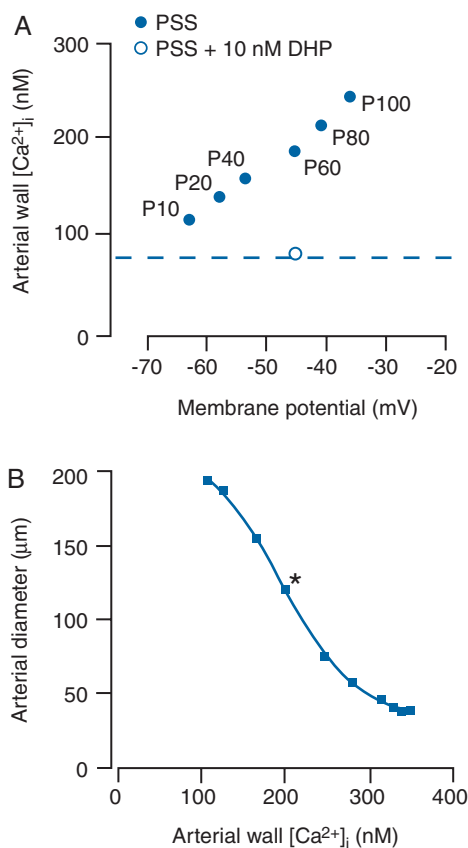 A
PSS
PSS + 10 nM DHP
Arterial wall [Ca²⁺]ᵢ (nM)
300
200
100
0
P100
P80
P60
P40
P20
P10
-70 -60 -50 -40 -30 -20
Membrane potential (mV)
B
Arterial diameter (μm)
200
150
100
50
0
*
0 100 200 300 400
Arterial wall [Ca²⁺]ᵢ (nM)